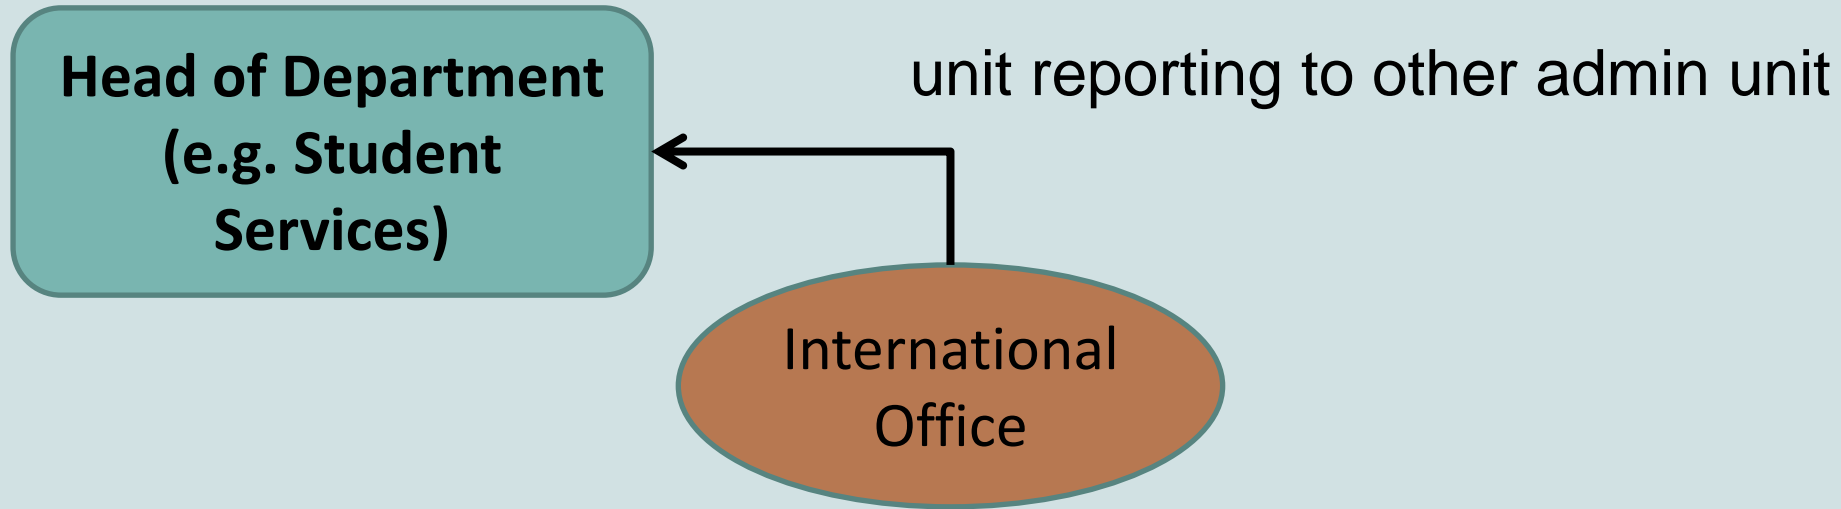 Head of Department
(e.g. Student
Services)
unit reporting to other admin unit
International
Office